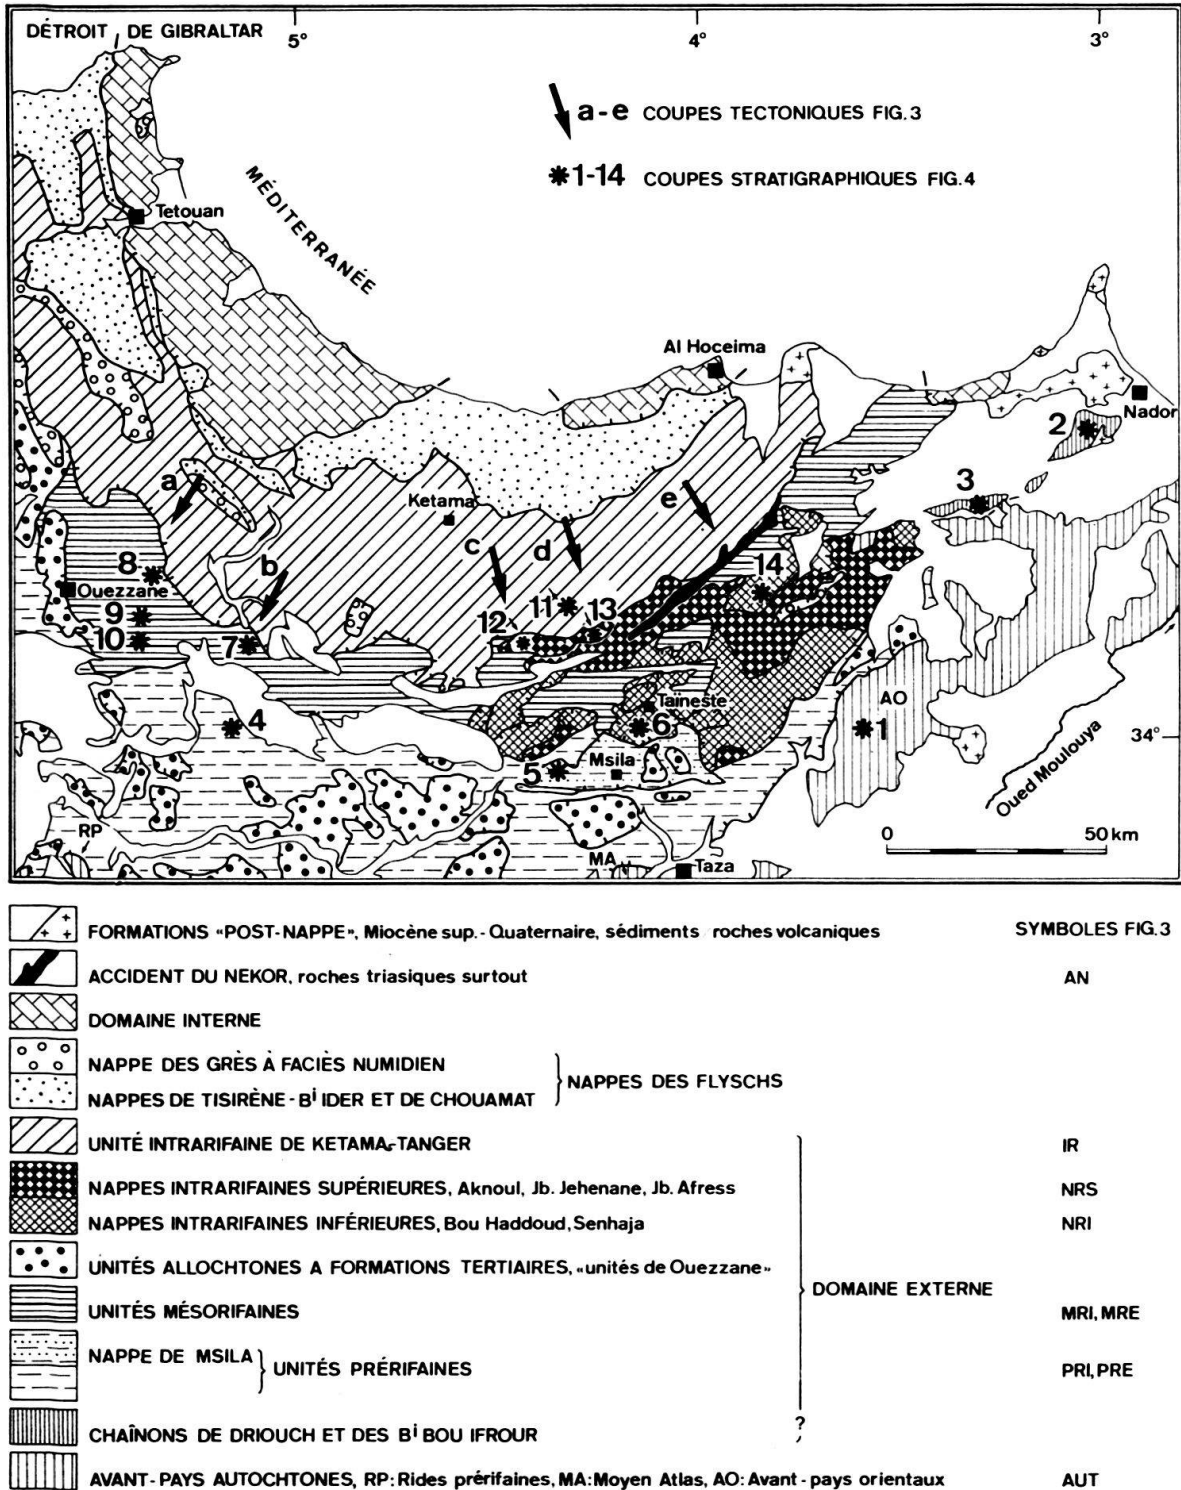 DÉTROIT DE GIBRALTAR
5°
4°
3°
a-e COUPES TECTONIQUES FIG.3
1-14 COUPES STRATIGRAPHIQUES FIG.4
MÉDITERRANÉE
Tetouan
Al Hoceima
Nador
2
3
a
Ketama
e
c
d
b
14
8
Ouezzane
9
10
7
12
11
13
Taïneste
AO
4
6
1
34°
5
Msila
Oued Moulouya
RP
MA
Taza
0 50 km
FORMATIONS «POST-NAPPE», Miocène sup.-Quaternaire, sédiments roches volcaniques SYMBOLES FIG.3
ACCIDENT DU NEKOR, roches triasiques surtout AN
DOMAINE INTERNE
NAPPE DES GRÈS À FACIÈS NUMIDIEN
NAPPES DES FLYSCHS
NAPPES DE TISIRÈNE-Bⁱ IDER ET DE CHOUAMAT
UNITÉ INTRARIFAINE DE KETAMA-TANGER IR
NAPPES INTRARIFAINES SUPÉRIEURES, Aknoul, Jb. Jehenane, Jb. Afress NRS
NAPPES INTRARIFAINES INFÉRIEURES, Bou Haddoud, Senhaja NRI
UNITÉS ALLOCHTONES A FORMATIONS TERTIAIRES, «unités de Ouezzane»
DOMAINE EXTERNE
UNITÉS MÉSORIFAINES MRI, MRE
NAPPE DE MSILA
UNITÉS PRÉRIFAINES PRI, PRE
?
CHAÎNONS DE DRIOUCH ET DES Bⁱ BOU IFROUR
AVANT-PAYS AUTOCHTONES, RP: Rides prérifaines, MA: Moyen Atlas, AO: Avant-pays orientaux AUT